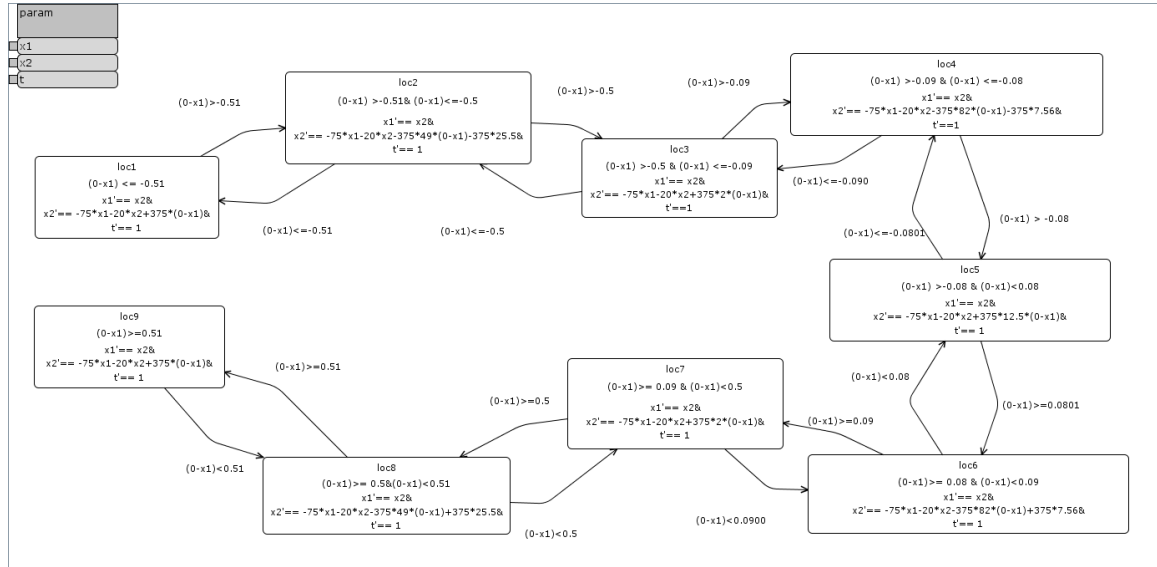 param
x1
x2
t
loc1
(0-x1) <= -0.51
x1'== x2&
x2'== -75*x1-20*x2+375*(0-x1)&
t'== 1
(0-x1)>-0.51
(0-x1)<=-0.51
loc2
(0-x1) >-0.51& (0-x1)<=-0.5
x1'== x2&
x2'== -75*x1-20*x2-375*49*(0-x1)-375*25.5&
t'== 1
(0-x1)>-0.5
(0-x1)<=-0.5
loc3
(0-x1) >-0.5 & (0-x1) <=-0.09
x1'== x2&
x2'== -75*x1-20*x2+375*2*(0-x1)&
t'==1
(0-x1)>-0.09
(0-x1)<=-0.090
loc4
(0-x1) >-0.09 & (0-x1) <=-0.08
x1'== x2&
x2'== -75*x1-20*x2-375*82*(0-x1)-375*7.56&
t'==1
(0-x1)<=-0.0801
(0-x1) > -0.08
loc5
(0-x1) >-0.08 & (0-x1)<0.08
x1'== x2&
x2'== -75*x1-20*x2+375*12.5*(0-x1)&
t'== 1
(0-x1)<0.08
(0-x1)>=0.0801
loc6
(0-x1)>= 0.08 & (0-x1)<0.09
x1'== x2&
x2'== -75*x1-20*x2-375*82*(0-x1)+375*7.56&
t'== 1
(0-x1)>=0.09
(0-x1)<0.0900
loc7
(0-x1)>= 0.09 & (0-x1)<0.5
x1'== x2&
x2'== -75*x1-20*x2+375*2*(0-x1)&
t'== 1
(0-x1)>=0.5
(0-x1)<0.5
loc8
(0-x1)>= 0.5&(0-x1)<0.51
x1'== x2&
x2'== -75*x1-20*x2-375*49*(0-x1)+375*25.5&
t'== 1
(0-x1)>=0.51
(0-x1)<0.51
loc9
(0-x1)>=0.51
x1'== x2&
x2'== -75*x1-20*x2+375*(0-x1)&
t'== 1